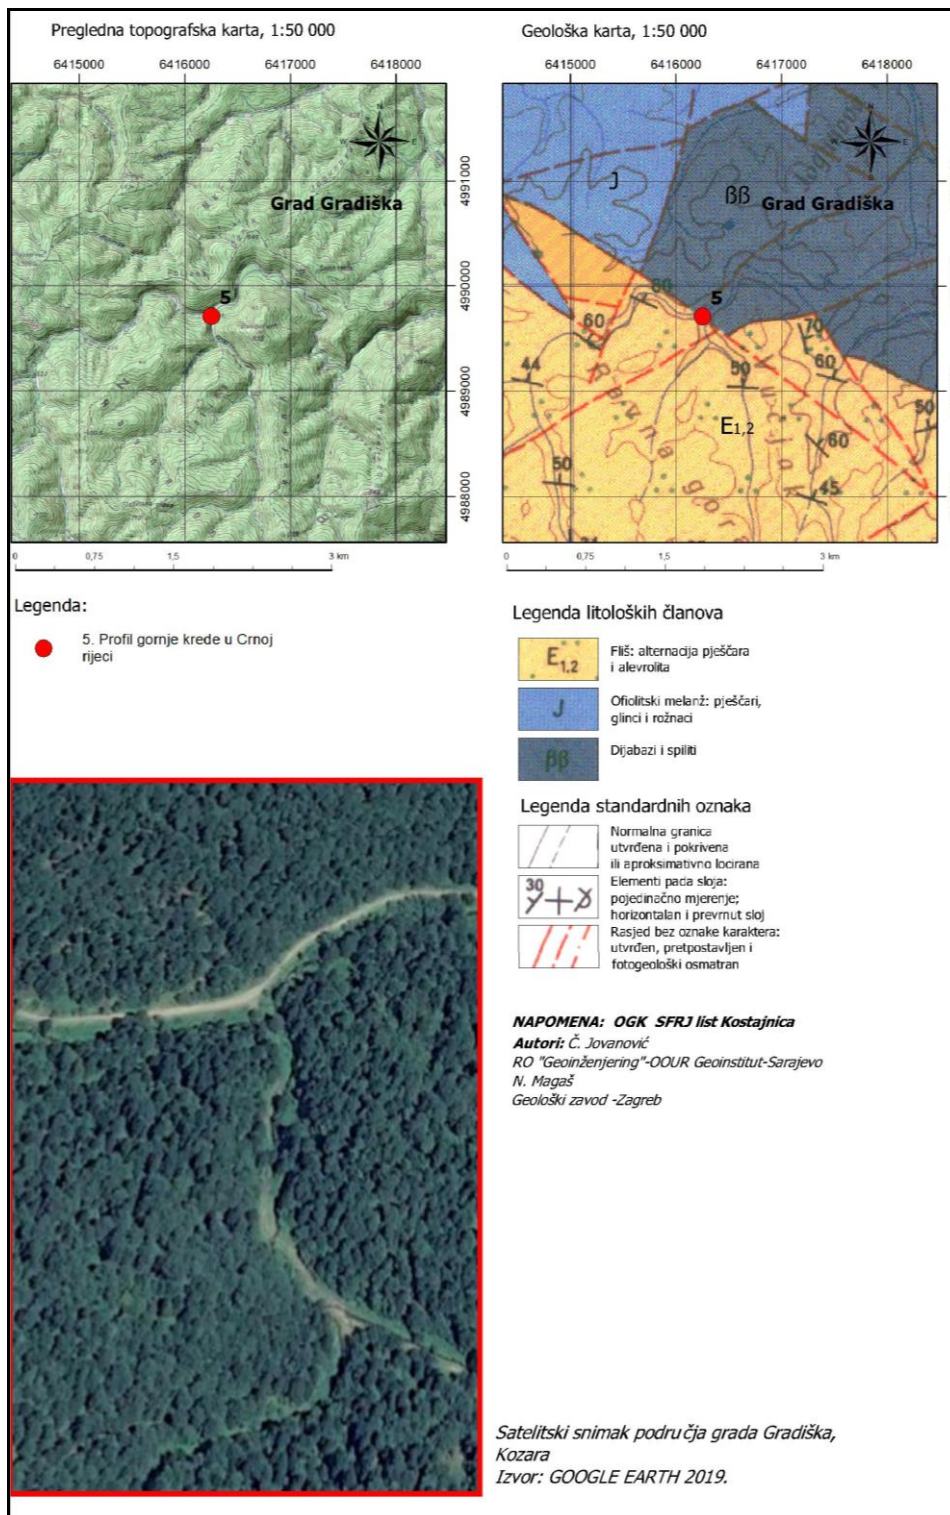 Pregledna topografska karta, 1:50 000
6415000 6416000 6417000 6418000
N
W E
S
Grad Gradiška
5
4991000
4990000
4989000
4988000
0 0,75 1,5 3 km
Geološka karta, 1:50 000
6415000 6416000 6417000 6418000
N
W E
S
J
ββ
Grad Gradiška
60
5
60
70
44
50
60
50
E1,2
60
50
45
Ravna gor
Vučjak
0 0,75 1,5 3 km
Legenda:
5. Profil gornje krede u Crnoj
rijeci
Legenda litoloških članova
E1,2
Fliš: alternacija pješčara
i alevrolita
J
Ofiolitski melanž: pješčari,
glinci i rožnaci
ββ
Dijabazi i spiliti
Legenda standardnih oznaka
Normalna granica
utvrđena i pokrivena
ili aproksimativno locirana
30
Elementi pada sloja:
pojedinačno mjerenje;
horizontalan i prevrnut sloj
Rasjed bez oznake karaktera:
utvrđen, pretpostavljen i
fotogeološki osmatran
NAPOMENA: OGK SFRJ list Kostajnica
Autori: Č. Jovanović
RO "Geoinženjering"-OOUR Geoinstitut-Sarajevo
N. Magaš
Geološki zavod -Zagreb
Satelitski snimak područja grada Gradiška,
Kozara
Izvor: GOOGLE EARTH 2019.